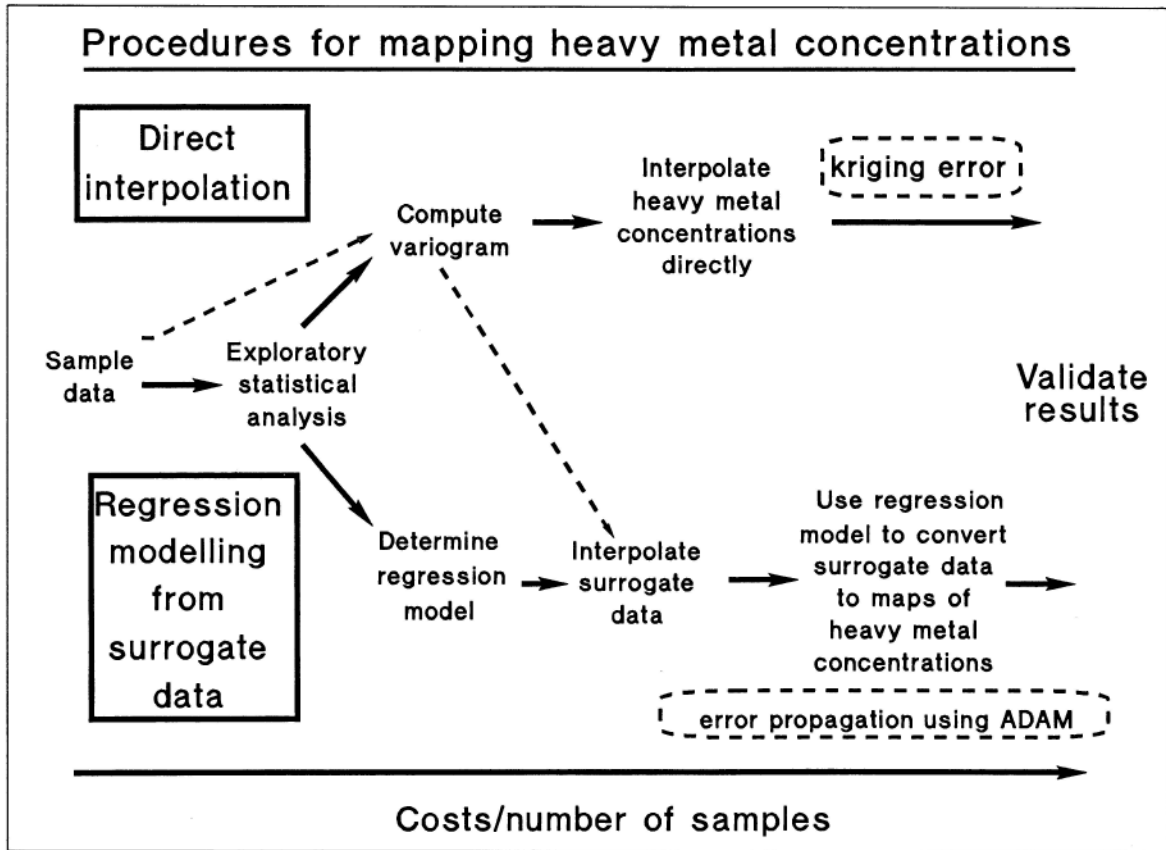 Procedures for mapping heavy metal concentrations
Direct
interpolation
Compute
variogram
Interpolate
heavy metal
concentrations
directly
kriging error
Sample
data
Exploratory
statistical
analysis
Validate
results
Regression
modelling
from
surrogate
data
Determine
regression
model
Interpolate
surrogate
data
Use regression
model to convert
surrogate data
to maps of
heavy metal
concentrations
error propagation using ADAM
Costs/number of samples